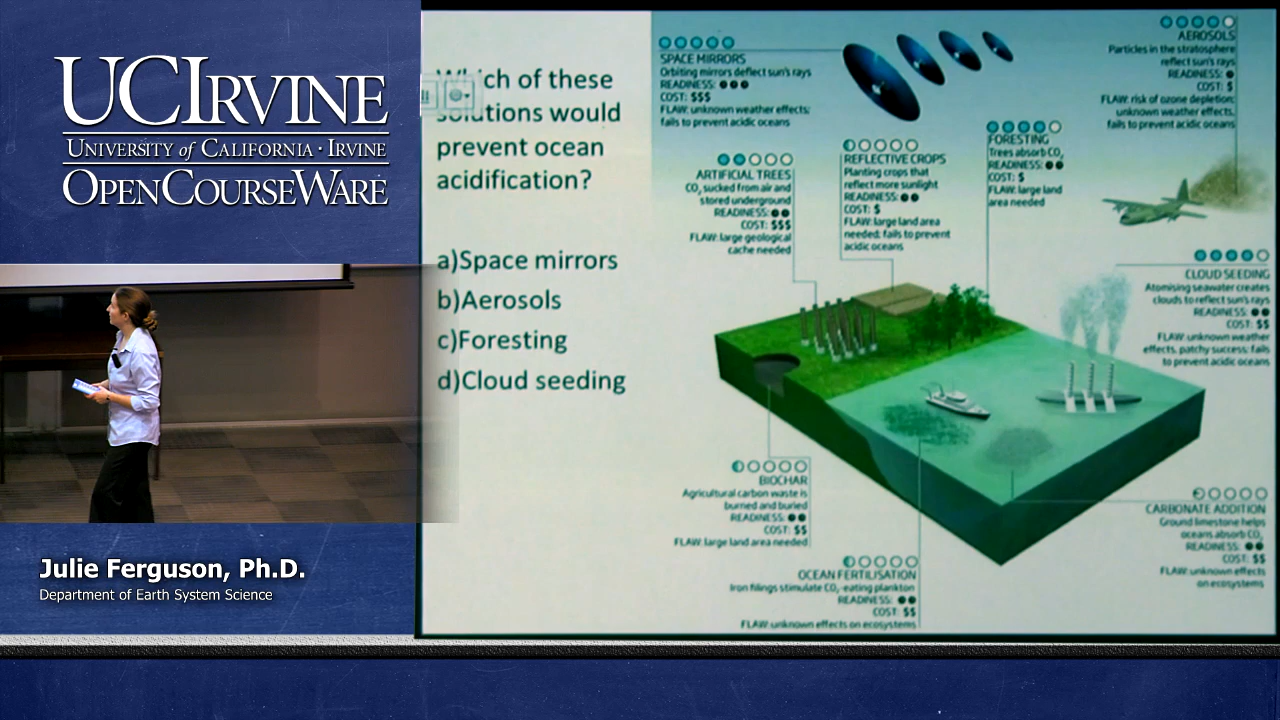 UCIRVINE
UNIVERSITY of CALIFORNIA · IRVINE
OPENCOURSEWARE
Julie Ferguson, Ph.D.
Department of Earth System Science
Which of these
solutions would
prevent ocean
acidification?
a)Space mirrors
b)Aerosols
c)Foresting
d)Cloud seeding
SPACE MIRRORS
Orbiting mirrors deflect sun's rays
READINESS:
COST: $$$
FLAW: unknown weather effects;
fails to prevent acidic oceans
AEROSOLS
Particles in the stratosphere
reflect sun's rays
READINESS:
COST: $
FLAW: risk of ozone depletion;
unknown weather effects,
fails to prevent acidic oceans
ARTIFICIAL TREES
CO₂ sucked from air and
stored underground
READINESS:
COST: $$$
FLAW: large geological
cache needed
REFLECTIVE CROPS
Planting crops that
reflect more sunlight
READINESS:
COST: $
FLAW: large land area
needed; fails to prevent
acidic oceans
FORESTING
Trees absorb CO₂
READINESS:
COST: $
FLAW: large land
area needed
CLOUD SEEDING
Atomising seawater creates
clouds to reflect sun's rays
READINESS:
COST: $$
FLAW: unknown weather
effects, patchy success; fails
to prevent acidic oceans
BIOCHAR
Agricultural carbon waste is
burned and buried
READINESS:
COST: $$
FLAW: large land area needed
OCEAN FERTILISATION
Iron filings stimulate CO₂-eating plankton
READINESS:
COST: $$
FLAW: unknown effects on ecosystems
CARBONATE ADDITION
Ground limestone helps
oceans absorb CO₂
READINESS:
COST: $$
FLAW: unknown effects
on ecosystems